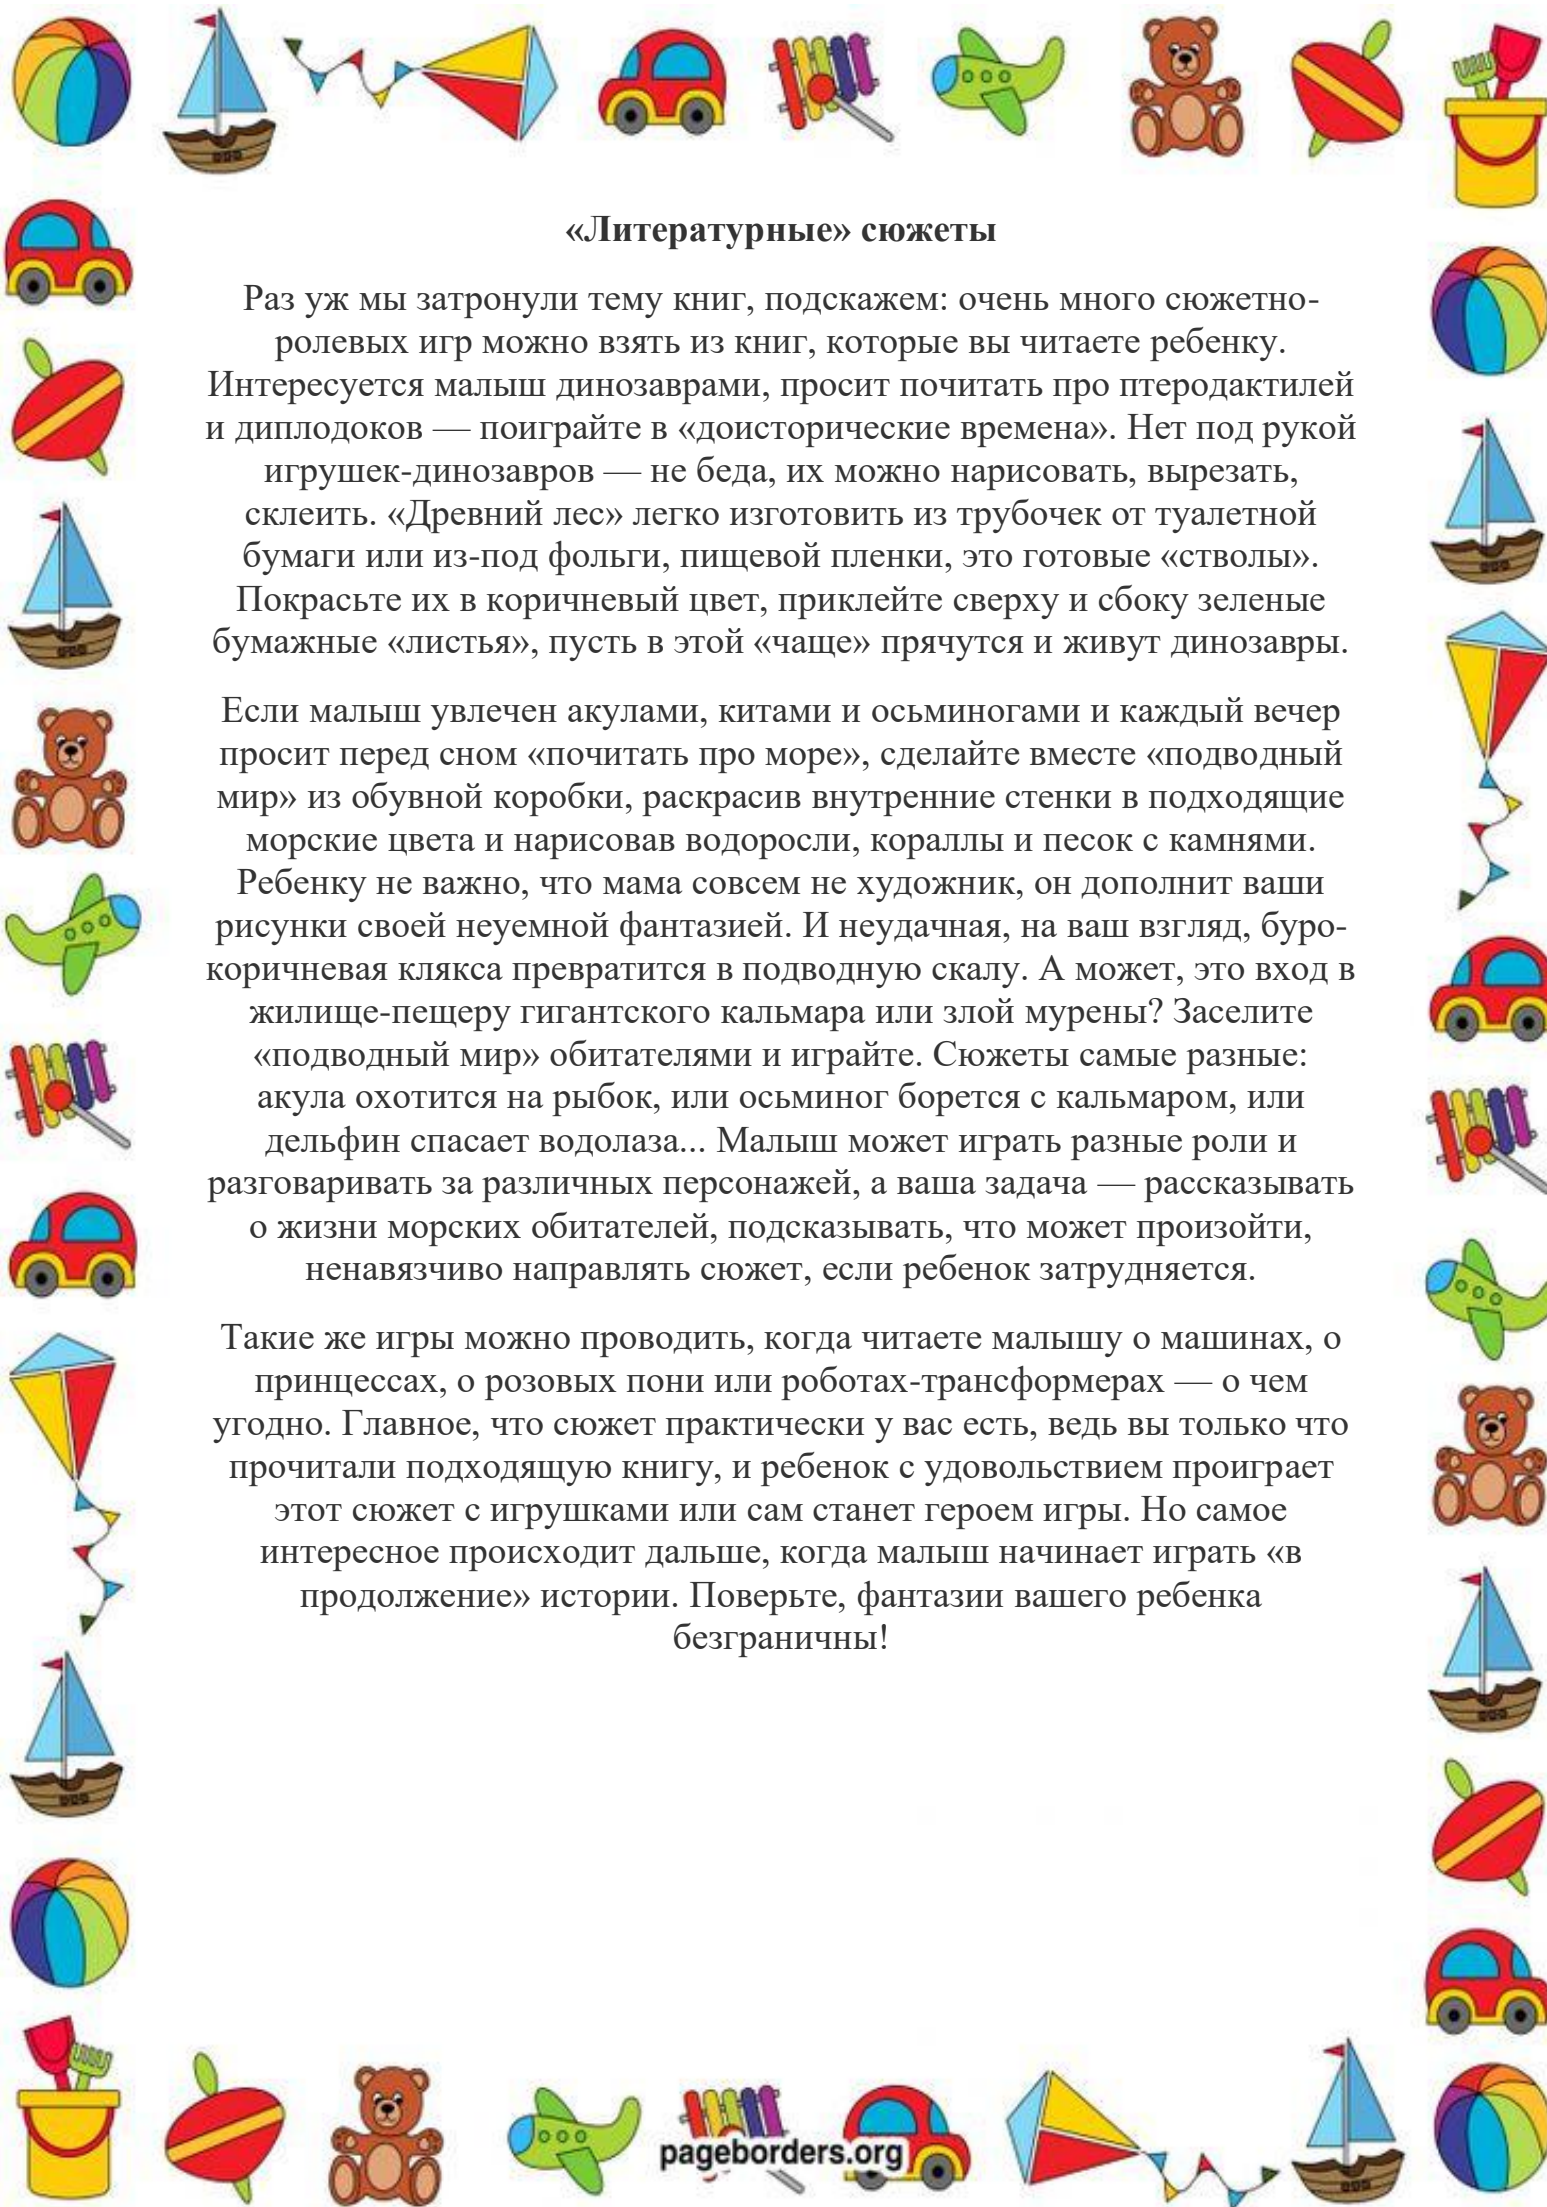 «Литературные» сюжеты
Раз уж мы затронули тему книг, подскажем: очень много сюжетно-
ролевых игр можно взять из книг, которые вы читаете ребенку.
Интересуется малыш динозаврами, просит почитать про птеродактилей
и диплодоков — поиграйте в «доисторические времена». Нет под рукой
игрушек-динозавров — не беда, их можно нарисовать, вырезать,
склеить. «Древний лес» легко изготовить из трубочек от туалетной
бумаги или из-под фольги, пищевой пленки, это готовые «стволы».
Покрасьте их в коричневый цвет, приклейте сверху и сбоку зеленые
бумажные «листья», пусть в этой «чаще» прячутся и живут динозавры.
Если малыш увлечен акулами, китами и осьминогами и каждый вечер
просит перед сном «почитать про море», сделайте вместе «подводный
мир» из обувной коробки, раскрасив внутренние стенки в подходящие
морские цвета и нарисовав водоросли, кораллы и песок с камнями.
Ребенку не важно, что мама совсем не художник, он дополнит ваши
рисунки своей неуемной фантазией. И неудачная, на ваш взгляд, буро-
коричневая клякса превратится в подводную скалу. А может, это вход в
жилище-пещеру гигантского кальмара или злой мурены? Заселите
«подводный мир» обитателями и играйте. Сюжеты самые разные:
акула охотится на рыбок, или осьминог борется с кальмаром, или
дельфин спасает водолаза... Малыш может играть разные роли и
разговаривать за различных персонажей, а ваша задача — рассказывать
о жизни морских обитателей, подсказывать, что может произойти,
ненавязчиво направлять сюжет, если ребенок затрудняется.
Такие же игры можно проводить, когда читаете малышу о машинах, о
принцессах, о розовых пони или роботах-трансформерах — о чем
угодно. Главное, что сюжет практически у вас есть, ведь вы только что
прочитали подходящую книгу, и ребенок с удовольствием проиграет
этот сюжет с игрушками или сам станет героем игры. Но самое
интересное происходит дальше, когда малыш начинает играть «в
продолжение» истории. Поверьте, фантазии вашего ребенка
безграничны!
pageborders.org